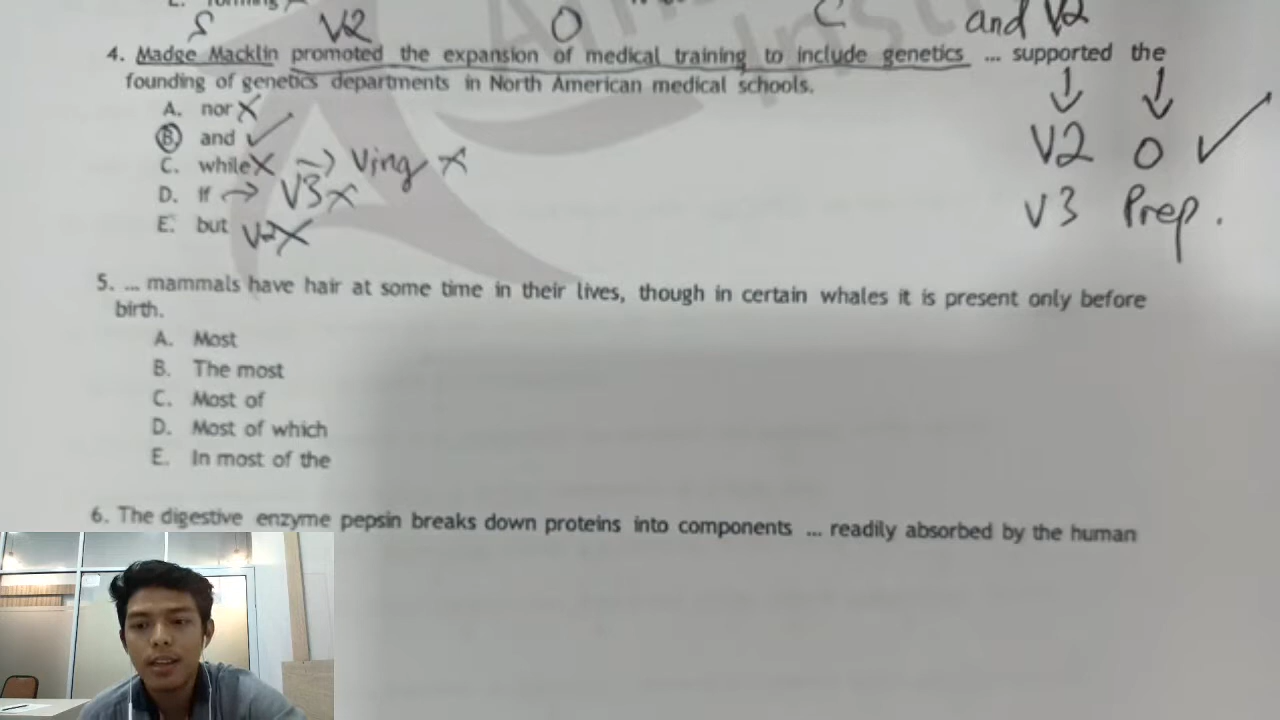 S V2 O C and V2
4. Madge Macklin promoted the expansion of medical training to include genetics ... supported the
founding of genetics departments in North American medical schools.
A. nor X
B. and ✓
C. while X → Ving X
D. If → V3 X
E. but V2 X
↓ ↓
V2 O ✓
V3 Prep.
5. ... mammals have hair at some time in their lives, though in certain whales it is present only before
birth.
A. Most
B. The most
C. Most of
D. Most of which
E. In most of the
6. The digestive enzyme pepsin breaks down proteins into components ... readily absorbed by the human